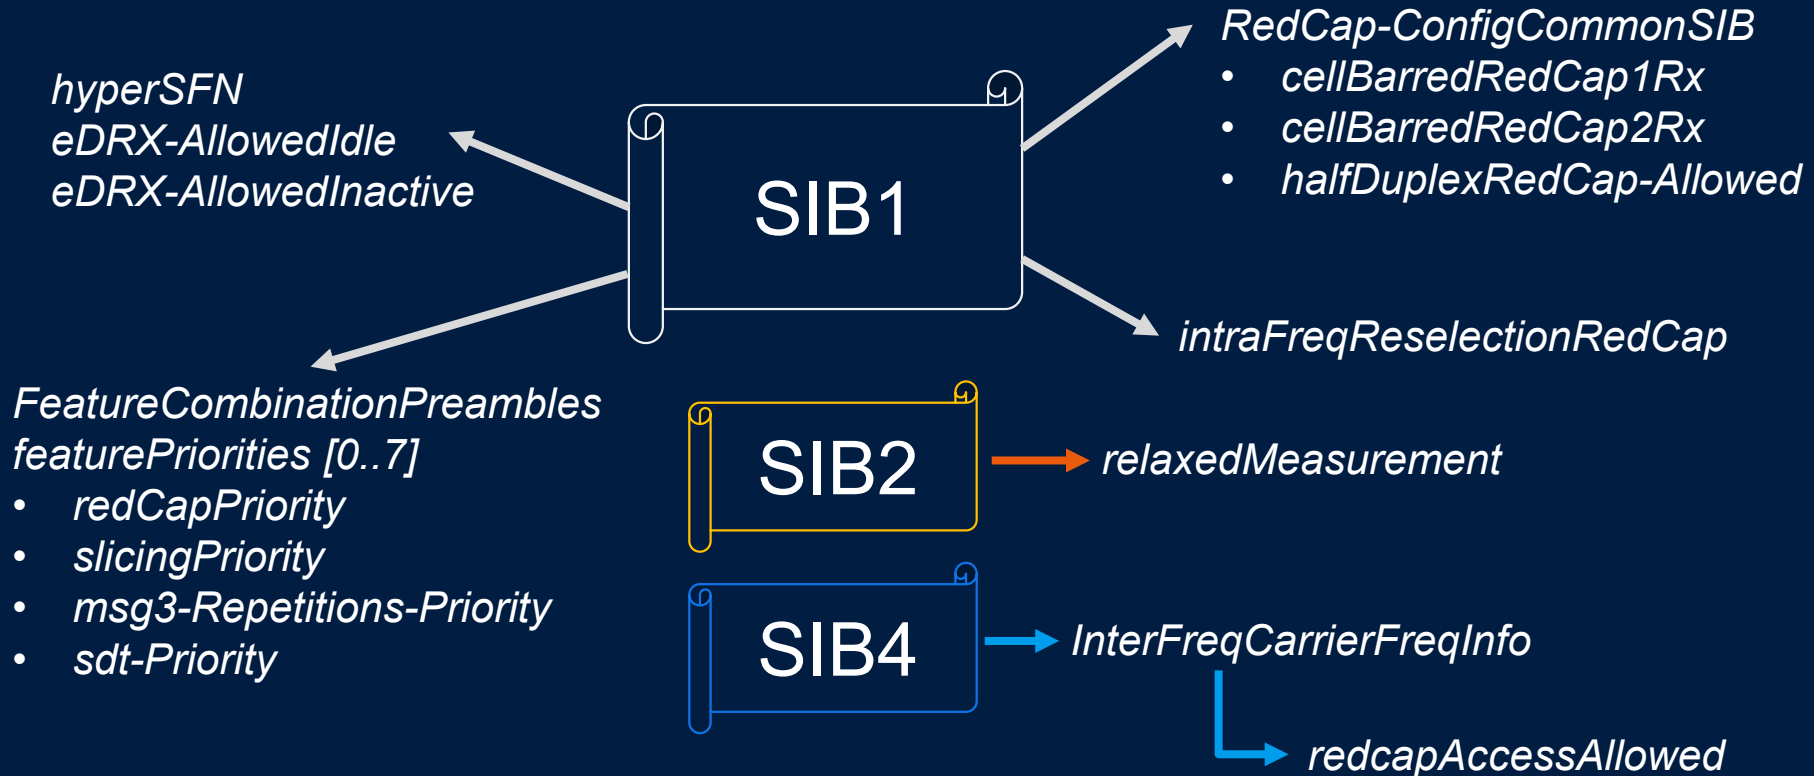 hyperSFN
eDRX-AllowedIdle
eDRX-AllowedInactive
SIB1
RedCap-ConfigCommonSIB
• cellBarredRedCap1Rx
• cellBarredRedCap2Rx
• halfDuplexRedCap-Allowed
intraFreqReselectionRedCap
FeatureCombinationPreambles
featurePriorities [0..7]
• redCapPriority
• slicingPriority
• msg3-Repetitions-Priority
• sdt-Priority
SIB2
relaxedMeasurement
SIB4
InterFreqCarrierFreqInfo
redcapAccessAllowed